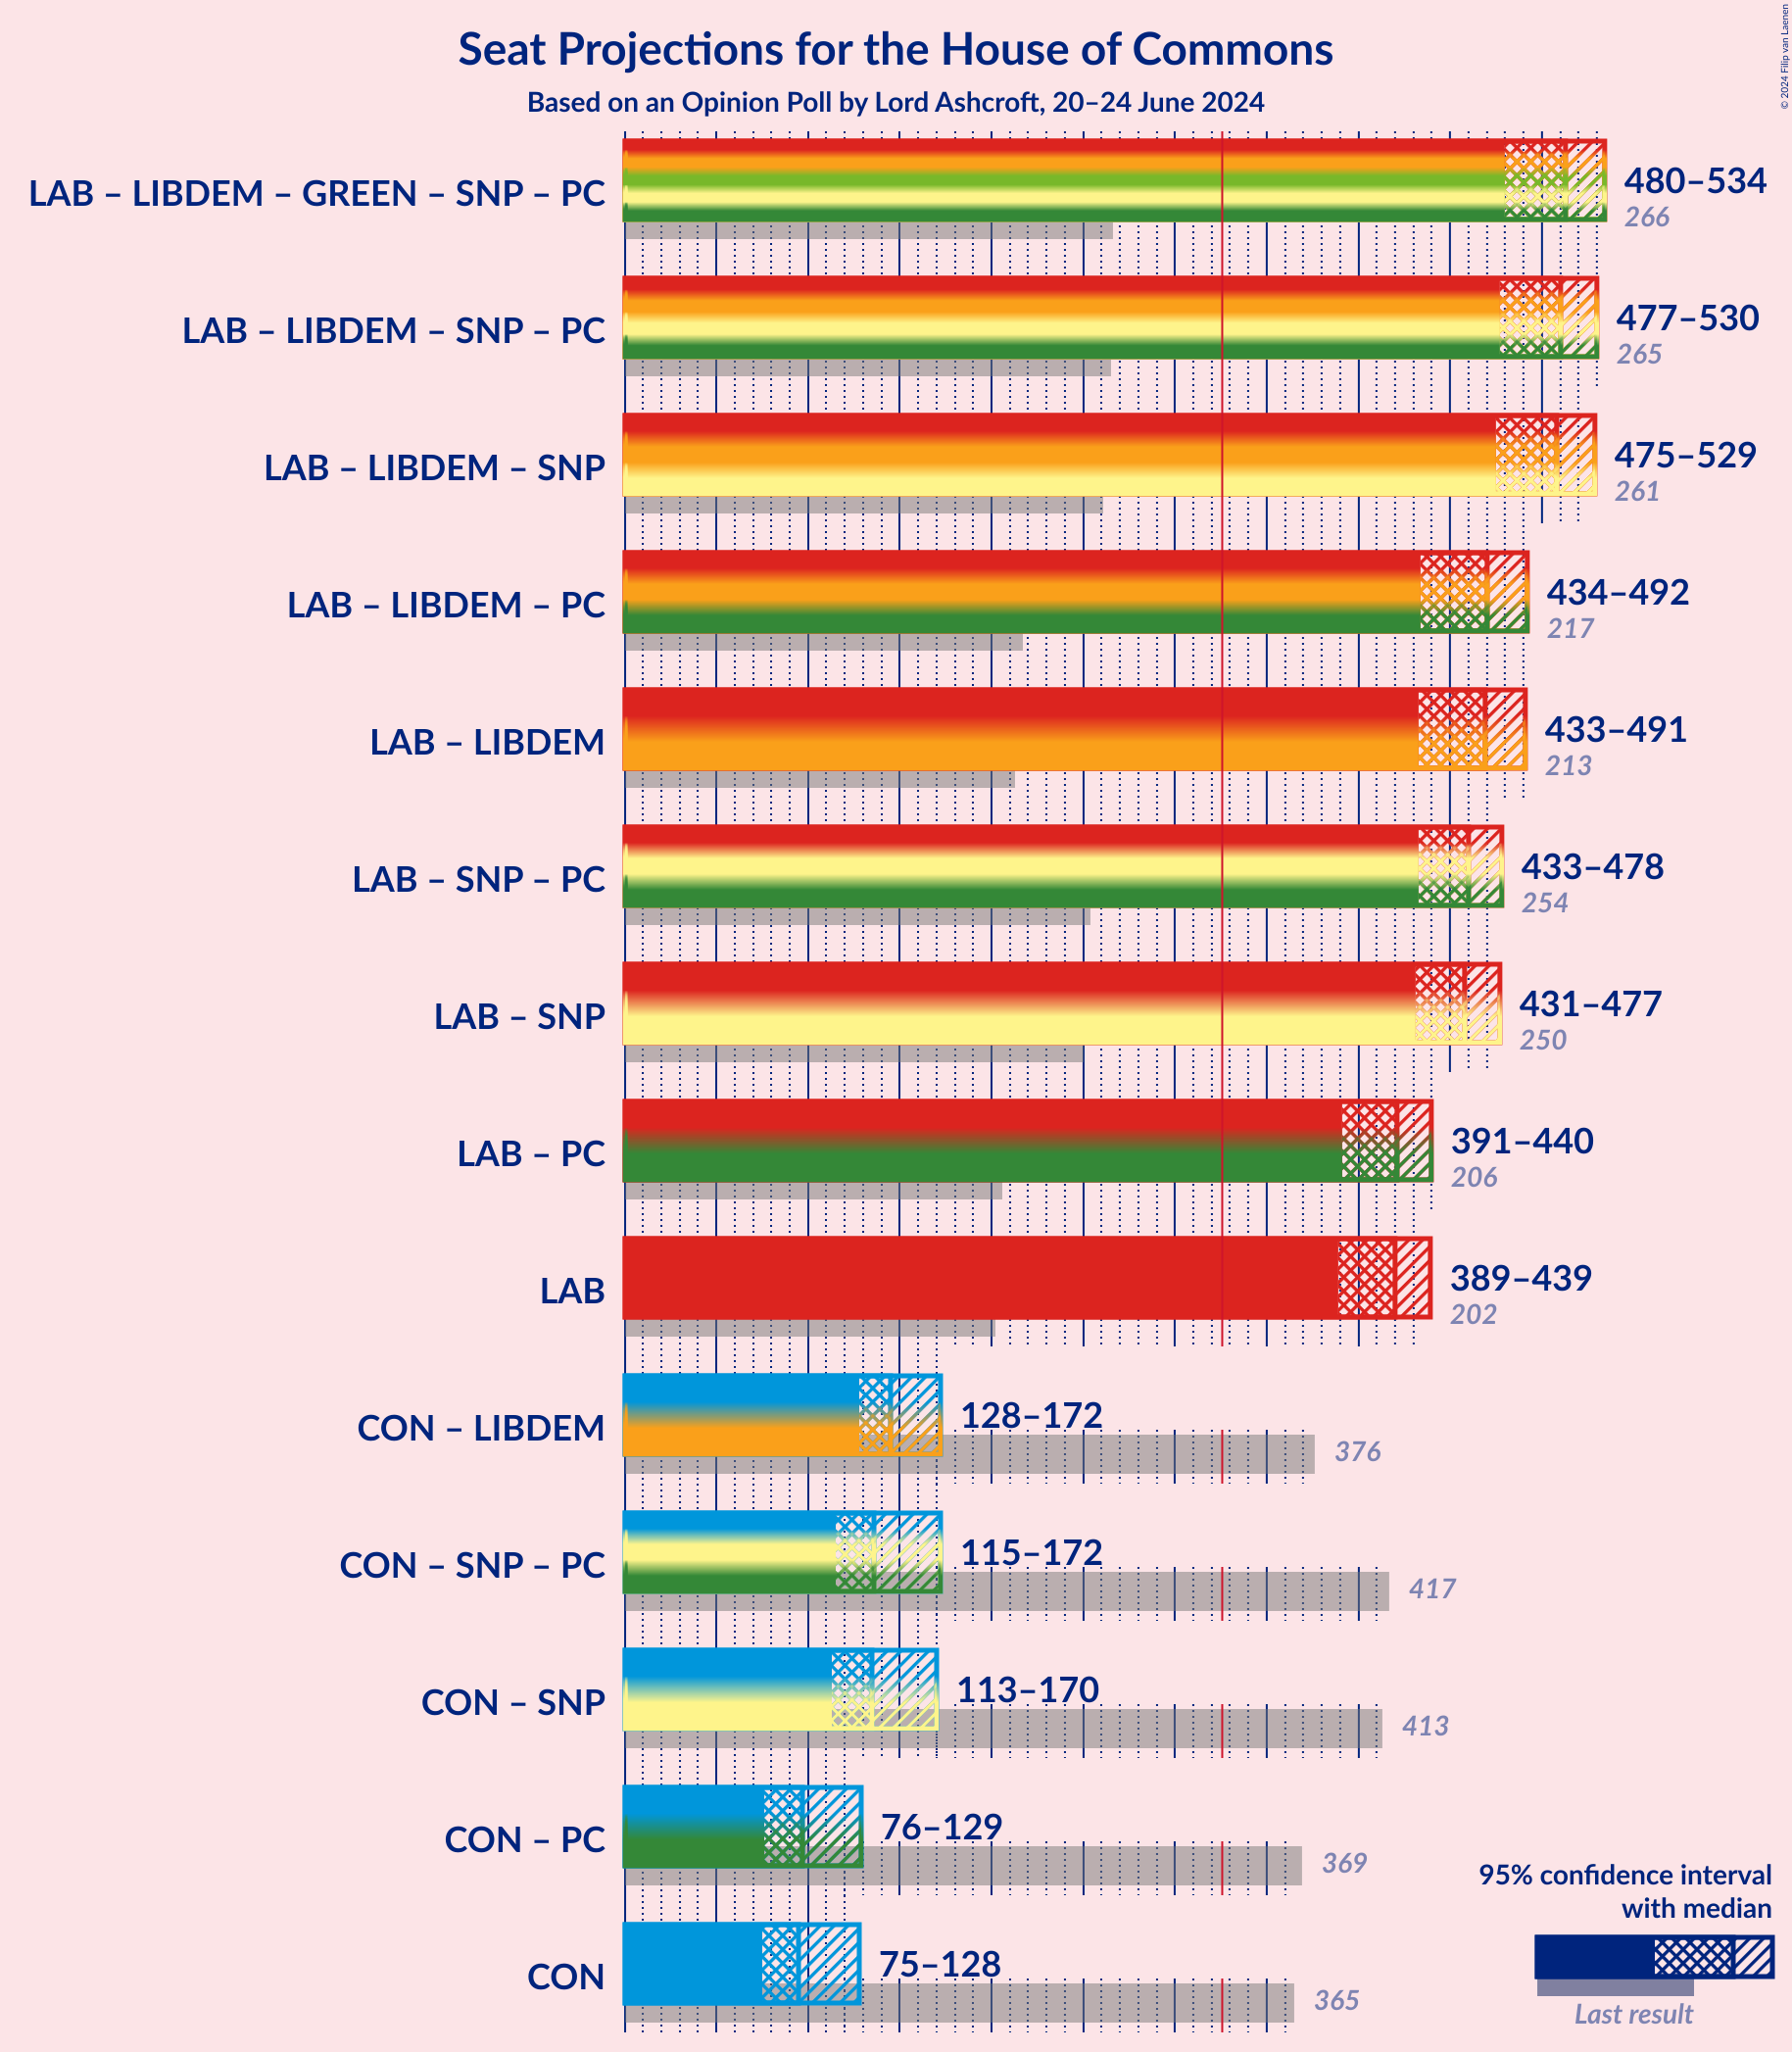 © 2024 Filip van Laenen
Seat Projections for the House of Commons
Based on an Opinion Poll by Lord Ashcroft, 20–24 June 2024
LAB – LIBDEM – GREEN – SNP – PC
480–534
266
LAB – LIBDEM – SNP – PC
477–530
265
LAB – LIBDEM – SNP
475–529
261
LAB – LIBDEM – PC
434–492
217
LAB – LIBDEM
433–491
213
LAB – SNP – PC
433–478
254
LAB – SNP
431–477
250
LAB – PC
391–440
206
LAB
389–439
202
CON – LIBDEM
128–172
376
CON – SNP – PC
115–172
417
CON – SNP
113–170
413
CON – PC
76–129
369
CON
75–128
365
95% confidence interval
with median
Last result